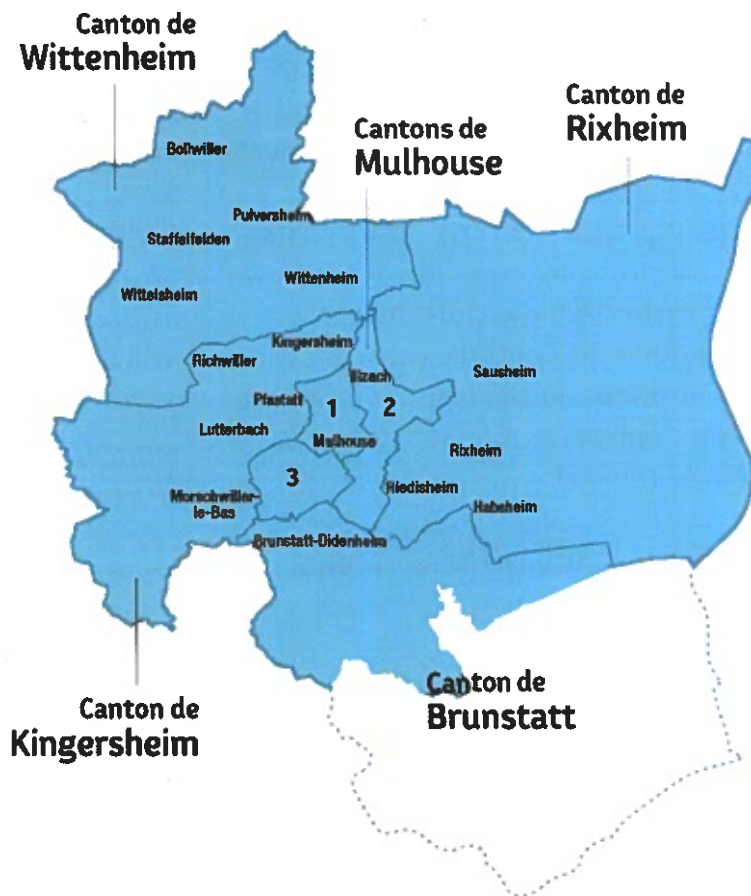 Canton de
Wittenheim
Cantons de
Mulhouse
Canton de
Rixheim
Bollwiller
Pulversheim
Staffelfelden
Wittenheim
Wittelsheim
Kingersheim
Richwiller
Illzach
Sausheim
Pfastatt
1
2
Lutterbach
Mulhouse
Rixheim
3
Riedisheim
Morschwiller-
le-Bas
Habsheim
Brunstatt-Didenheim
Canton de
Brunstatt
Canton de
Kingersheim